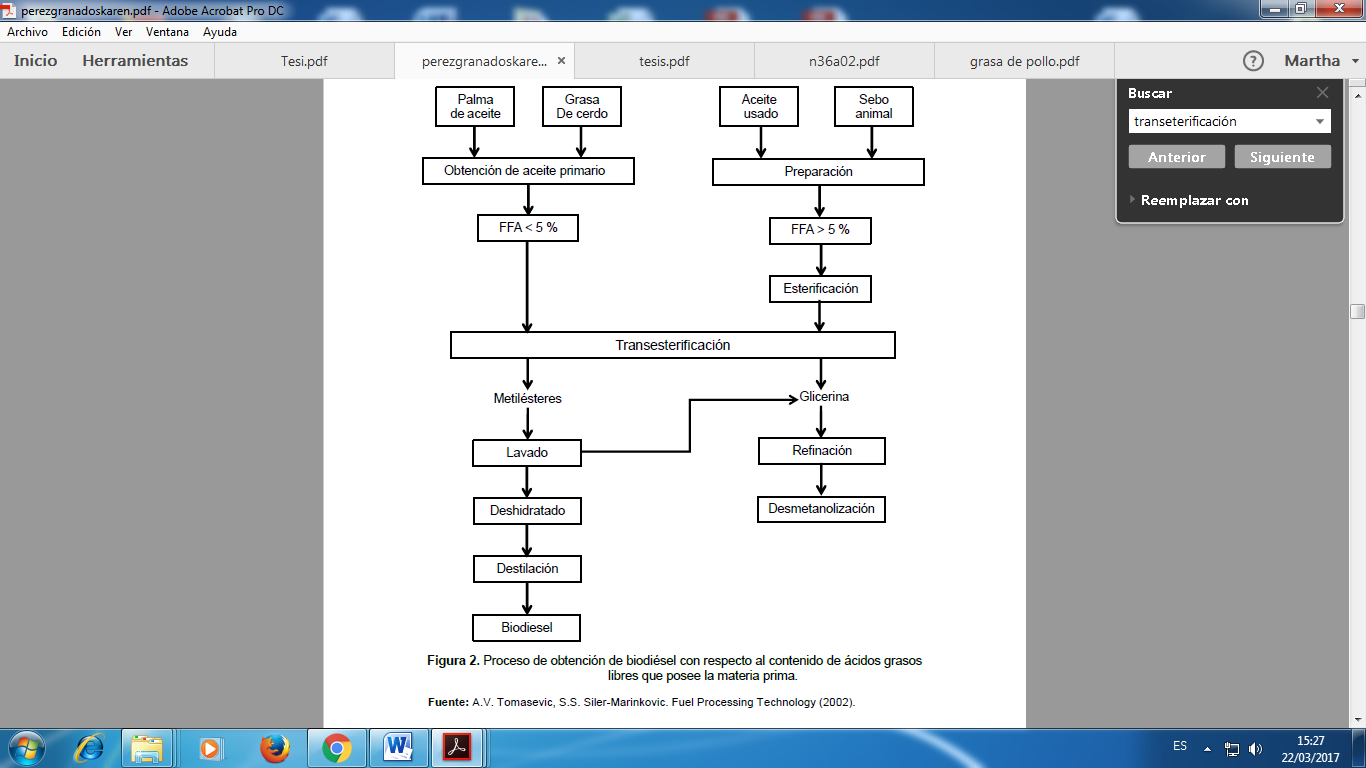 perezgranadoskaren.pdf - Adobe Acrobat Pro DC
Archivo Edición Ver Ventana Ayuda
Inicio Herramientas Tesi.pdf perezgranadoskare... tesis.pdf n36a02.pdf grasa de pollo.pdf Martha
Buscar
transeterificación
Anterior Siguiente
Reemplazar con
Palma
de aceite
Grasa
De cerdo
Aceite
usado
Sebo
animal
Obtención de aceite primario
Preparación
FFA < 5 %
FFA > 5 %
Esterificación
Transesterificación
Metilésteres
Glicerina
Lavado
Refinación
Deshidratado
Desmetanolización
Destilación
Biodiesel
Figura 2. Proceso de obtención de biodiésel con respecto al contenido de ácidos grasos
libres que posee la materia prima.
Fuente: A.V. Tomasevic, S.S. Siler-Marinkovic. Fuel Processing Technology (2002).
ES
15:27
22/03/2017